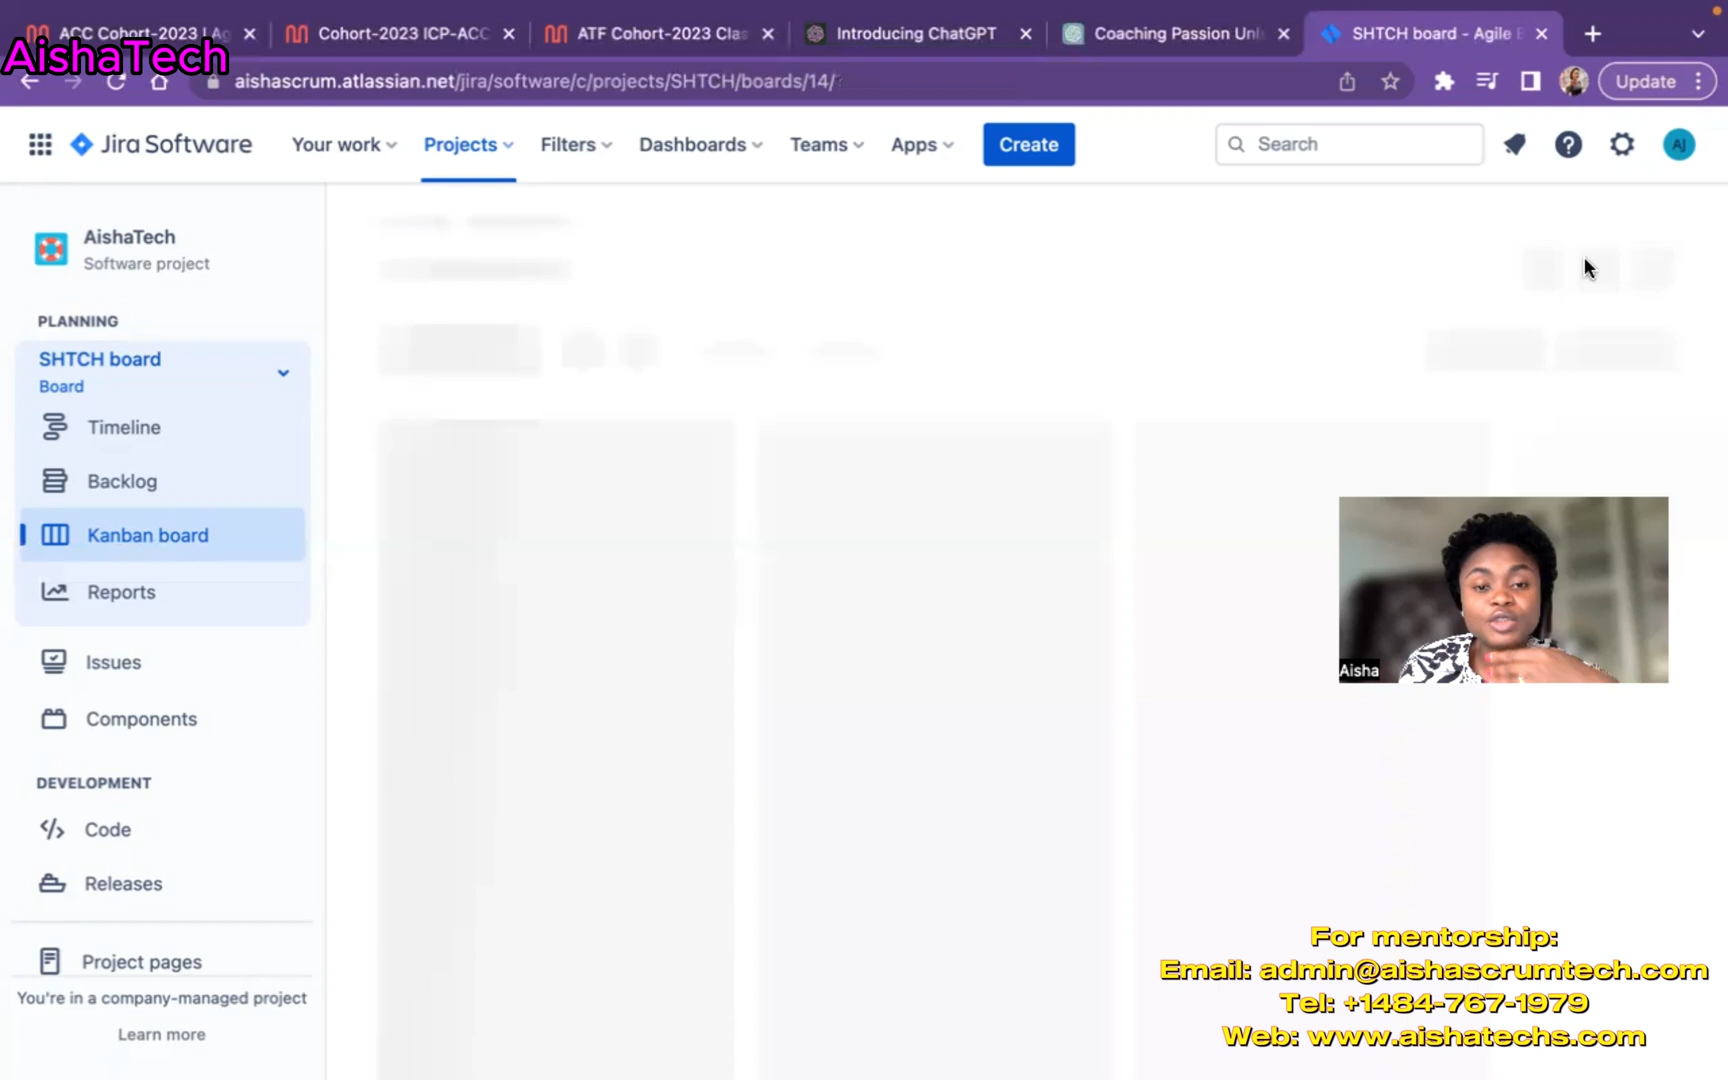 ACC Cohort-2023 | Ag
Cohort-2023 ICP-ACC
ATF Cohort-2023 Clas
Introducing ChatGPT
Coaching Passion Unl
SHTCH board - Agile B
AishaTech
aishascrum.atlassian.net/jira/software/c/projects/SHTCH/boards/14/
Update
Jira Software
Your work
Projects
Filters
Dashboards
Teams
Apps
Create
Search
AJ
AishaTech
Software project
PLANNING
SHTCH board
Board
Timeline
Backlog
Kanban board
Reports
Issues
Components
DEVELOPMENT
Code
Releases
Project pages
You're in a company-managed project
Learn more
Aisha
For mentorship:
Email: admin@aishascrumtech.com
Tel: +1484-767-1979
Web: www.aishatechs.com